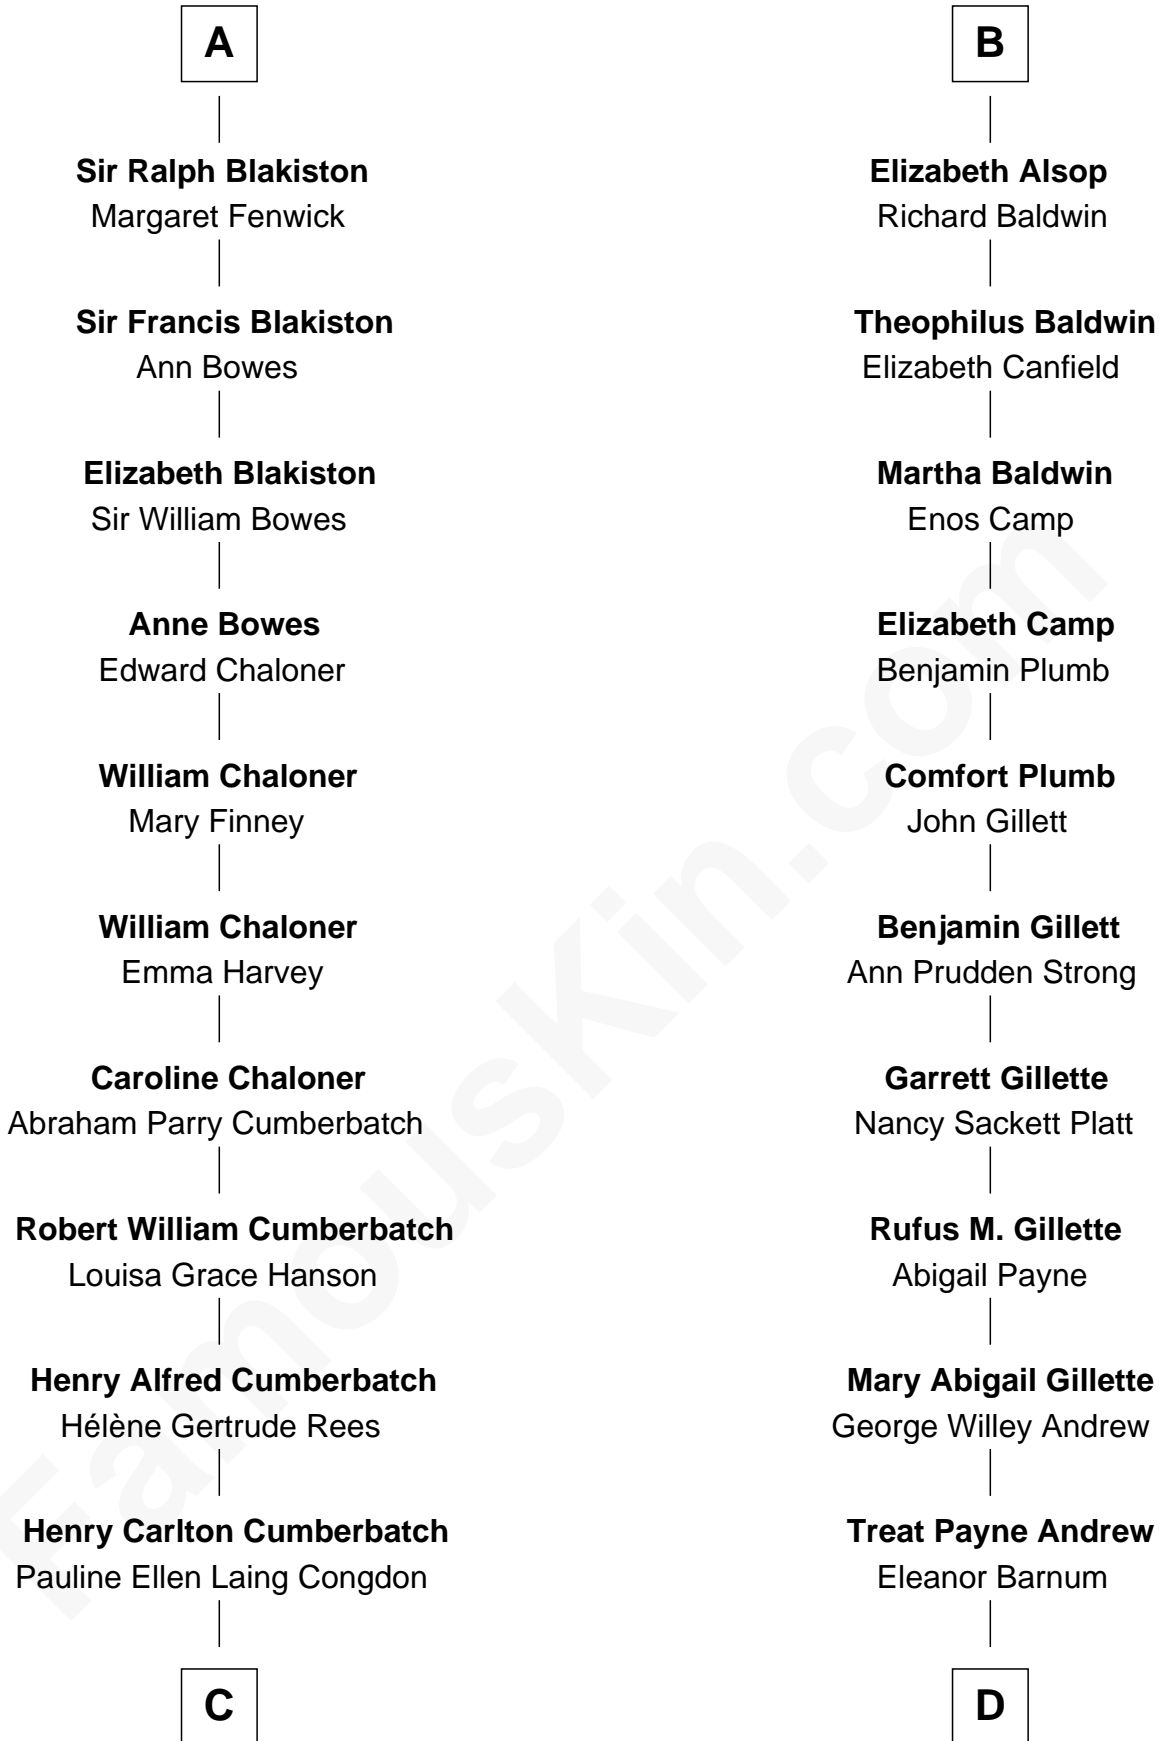 A
Sir Ralph Blakiston
Margaret Fenwick
Sir Francis Blakiston
Ann Bowes
Elizabeth Blakiston
Sir William Bowes
Anne Bowes
Edward Chaloner
William Chaloner
Mary Finney
William Chaloner
Emma Harvey
Caroline Chaloner
Abraham Parry Cumberbatch
Robert William Cumberbatch
Louisa Grace Hanson
Henry Alfred Cumberbatch
Hélène Gertrude Rees
Henry Carlton Cumberbatch
Pauline Ellen Laing Congdon
C
B
Elizabeth Alsop
Richard Baldwin
Theophilus Baldwin
Elizabeth Canfield
Martha Baldwin
Enos Camp
Elizabeth Camp
Benjamin Plumb
Comfort Plumb
John Gillett
Benjamin Gillett
Ann Prudden Strong
Garrett Gillette
Nancy Sackett Platt
Rufus M. Gillette
Abigail Payne
Mary Abigail Gillette
George Willey Andrew
Treat Payne Andrew
Eleanor Barnum
D
FamousKin.com